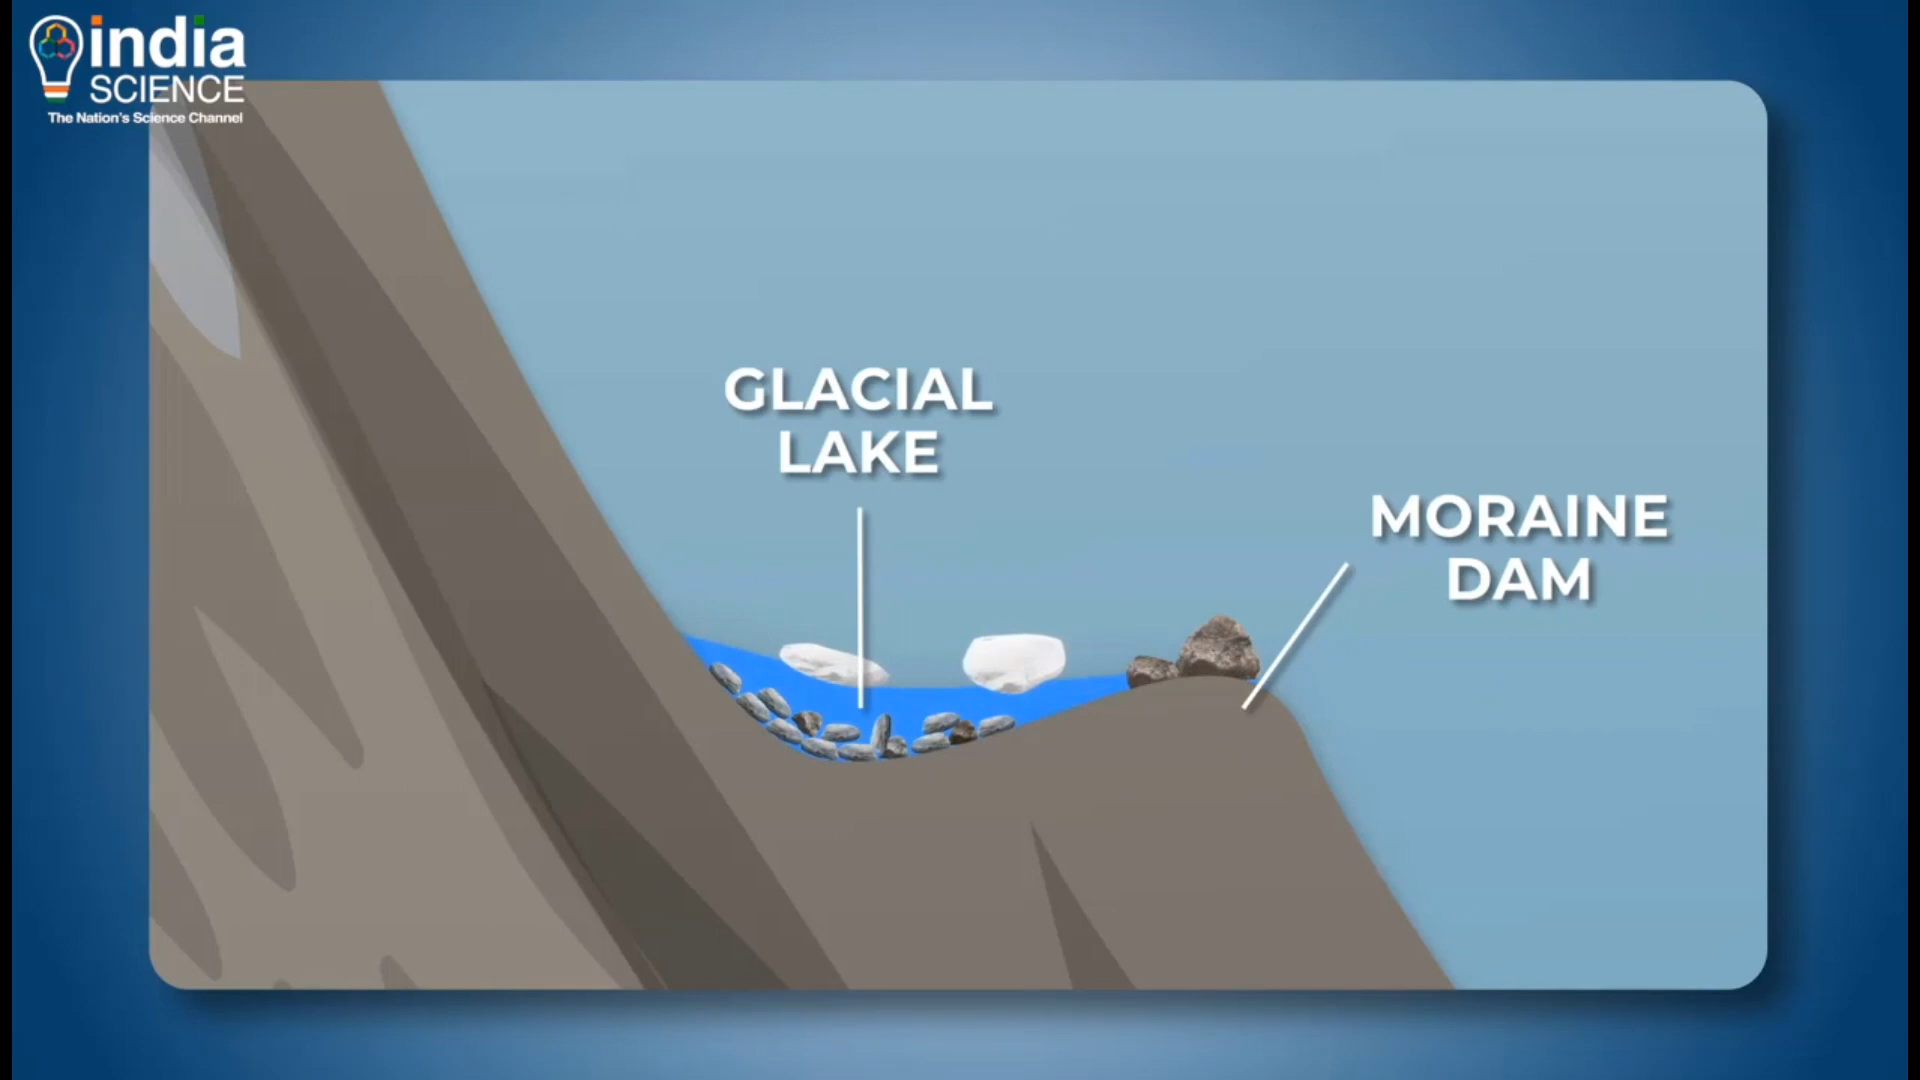 india
SCIENCE
The Nation's Science Channel
GLACIAL
LAKE
MORAINE
DAM